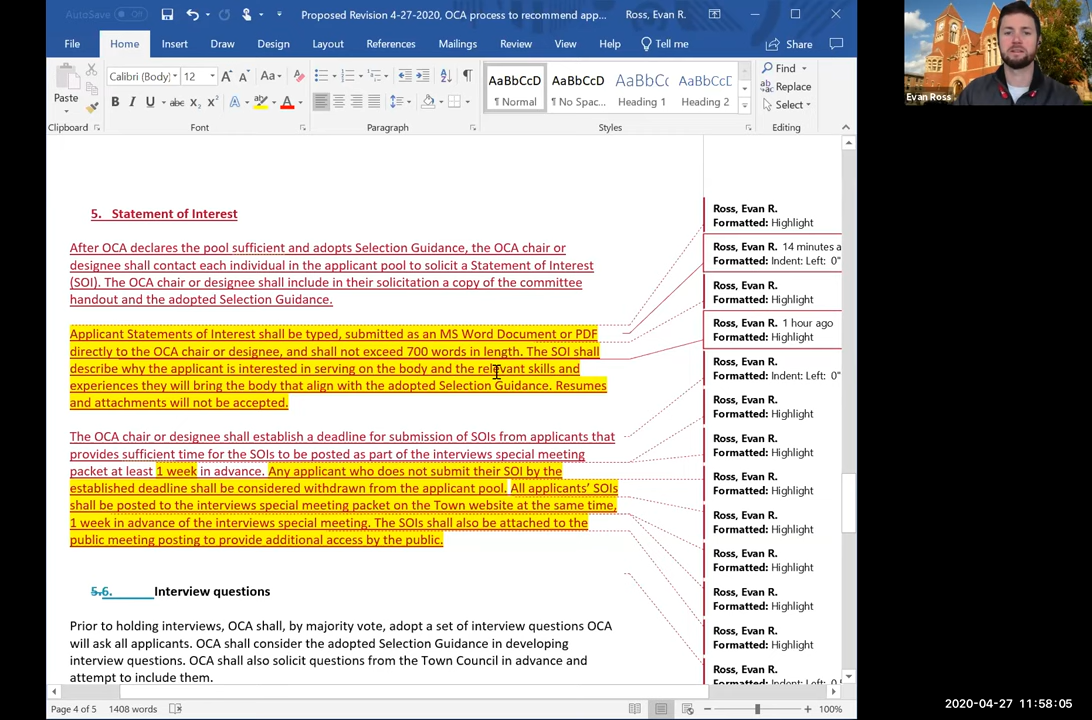 AutoSave
Off
Proposed Revision 4-27-2020, OCA process to recommend app...
Ross, Evan R.
File
Home
Insert
Draw
Design
Layout
References
Mailings
Review
View
Help
Tell me
Share
Paste
Calibri (Body)
12
Aa
B I U abc x₂ x²
A
AaBbCcD
¶ Normal
AaBbCcD
¶ No Spac...
AaBbCc
Heading 1
AaBbCcD
Heading 2
Find
Replace
Select
Clipboard
Font
Paragraph
Styles
Editing
Evan Ross
5. Statement of Interest
After OCA declares the pool sufficient and adopts Selection Guidance, the OCA chair or
designee shall contact each individual in the applicant pool to solicit a Statement of Interest
(SOI). The OCA chair or designee shall include in their solicitation a copy of the committee
handout and the adopted Selection Guidance.
Applicant Statements of Interest shall be typed, submitted as an MS Word Document or PDF
directly to the OCA chair or designee, and shall not exceed 700 words in length. The SOI shall
describe why the applicant is interested in serving on the body and the relevant skills and
experiences they will bring the body that align with the adopted Selection Guidance. Resumes
and attachments will not be accepted.
The OCA chair or designee shall establish a deadline for submission of SOIs from applicants that
provides sufficient time for the SOIs to be posted as part of the interviews special meeting
packet at least 1 week in advance. Any applicant who does not submit their SOI by the
established deadline shall be considered withdrawn from the applicant pool. All applicants' SOIs
shall be posted to the interviews special meeting packet on the Town website at the same time,
1 week in advance of the interviews special meeting. The SOIs shall also be attached to the
public meeting posting to provide additional access by the public.
5.6. Interview questions
Prior to holding interviews, OCA shall, by majority vote, adopt a set of interview questions OCA
will ask all applicants. OCA shall consider the adopted Selection Guidance in developing
interview questions. OCA shall also solicit questions from the Town Council in advance and
attempt to include them.
Ross, Evan R.
Formatted: Highlight
Ross, Evan R. 14 minutes a
Formatted: Indent: Left: 0"
Ross, Evan R.
Formatted: Highlight
Ross, Evan R. 1 hour ago
Formatted: Highlight
Ross, Evan R.
Formatted: Indent: Left: 0"
Ross, Evan R.
Formatted: Highlight
Ross, Evan R.
Formatted: Highlight
Ross, Evan R.
Formatted: Highlight
Ross, Evan R.
Formatted: Highlight
Ross, Evan R.
Formatted: Highlight
Ross, Evan R.
Formatted: Highlight
Ross, Evan R.
Formatted: Highlight
Ross, Evan R.
Formatted: Indent: Left: 0.5
Page 4 of 5
1408 words
100%
2020-04-27 11:58:05